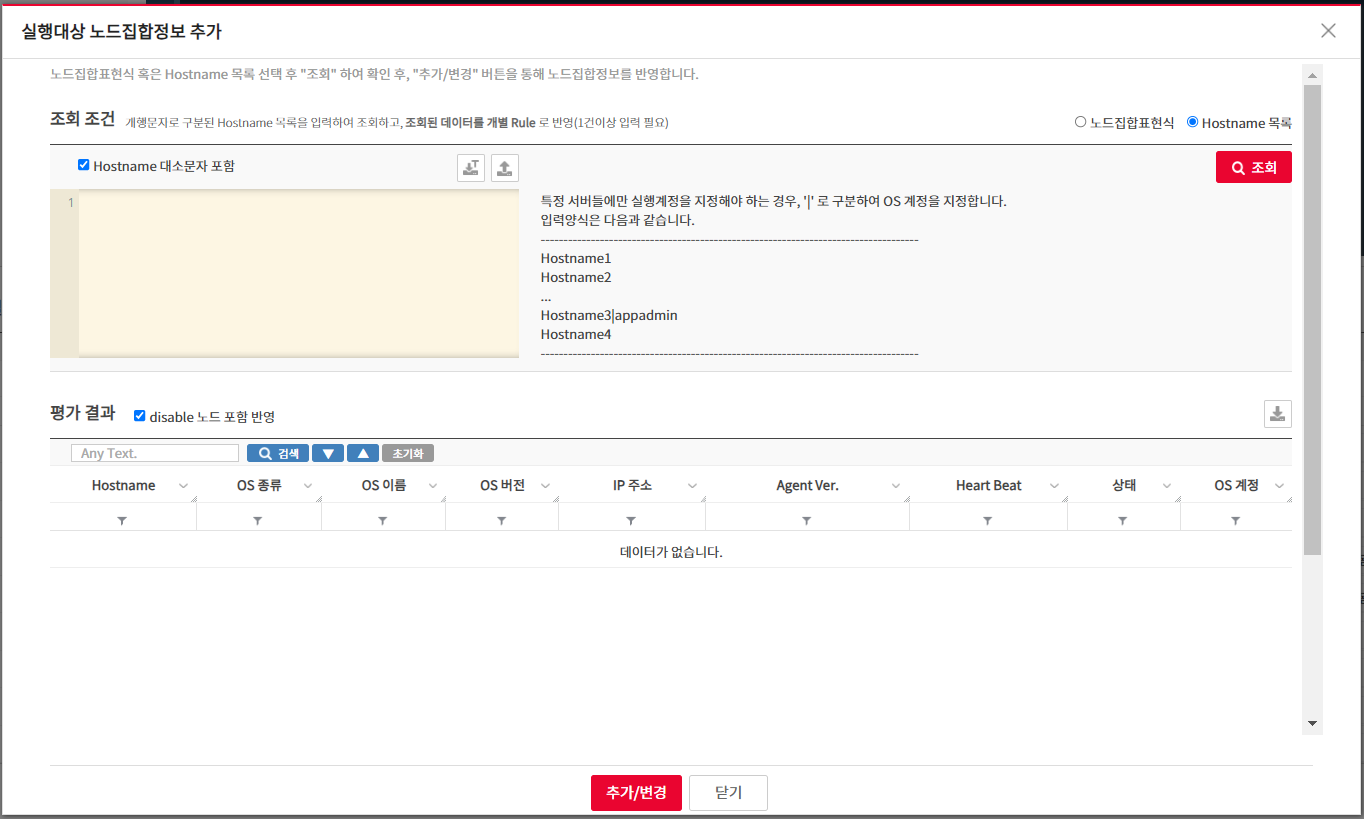 실행대상 노드집합정보 추가
노드집합표현식 혹은 Hostname 목록 선택 후 "조회" 하여 확인 후, "추가/변경" 버튼을 통해 노드집합정보를 반영합니다.
조회 조건 개행문자로 구분된 Hostname 목록을 입력하여 조회하고, 조회된 데이터를 개별 Rule 로 반영(1건이상 입력 필요)
노드집합표현식 Hostname 목록
Hostname 대소문자 포함
조회
1
특정 서버들에만 실행계정을 지정해야 하는 경우, '|' 로 구분하여 OS 계정을 지정합니다.
입력양식은 다음과 같습니다.
-----------------------------------------------------------------------------------
Hostname1
Hostname2
...
Hostname3|appadmin
Hostname4
-----------------------------------------------------------------------------------
평가 결과 disable 노드 포함 반영
Any Text. 검색 ▼ ▲ 초기화
Hostname OS 종류 OS 이름 OS 버전 IP 주소 Agent Ver. Heart Beat 상태 OS 계정
데이터가 없습니다.
추가/변경 닫기